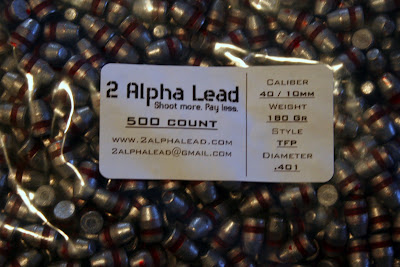 2 Alpha Lead
Shoot more. Pay less.
500 COUNT
www.2alphalead.com
2alphalead@gmail.com
Caliber
40 / 10mm
Weight
180 Gr
Style
TFP
Diameter
.401